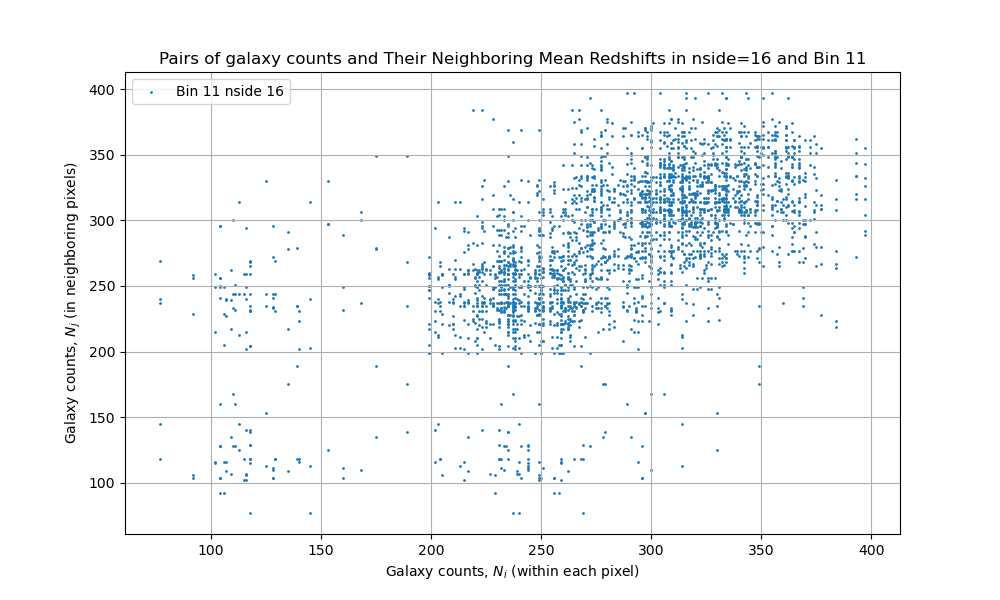 Pairs of galaxy counts and Their Neighboring Mean Redshifts in nside=16 and Bin 11
Bin 11 nside 16
400
350
300
250
200
150
100
Galaxy counts, N_j (in neighboring pixels)
100 150 200 250 300 350 400
Galaxy counts, N_i (within each pixel)